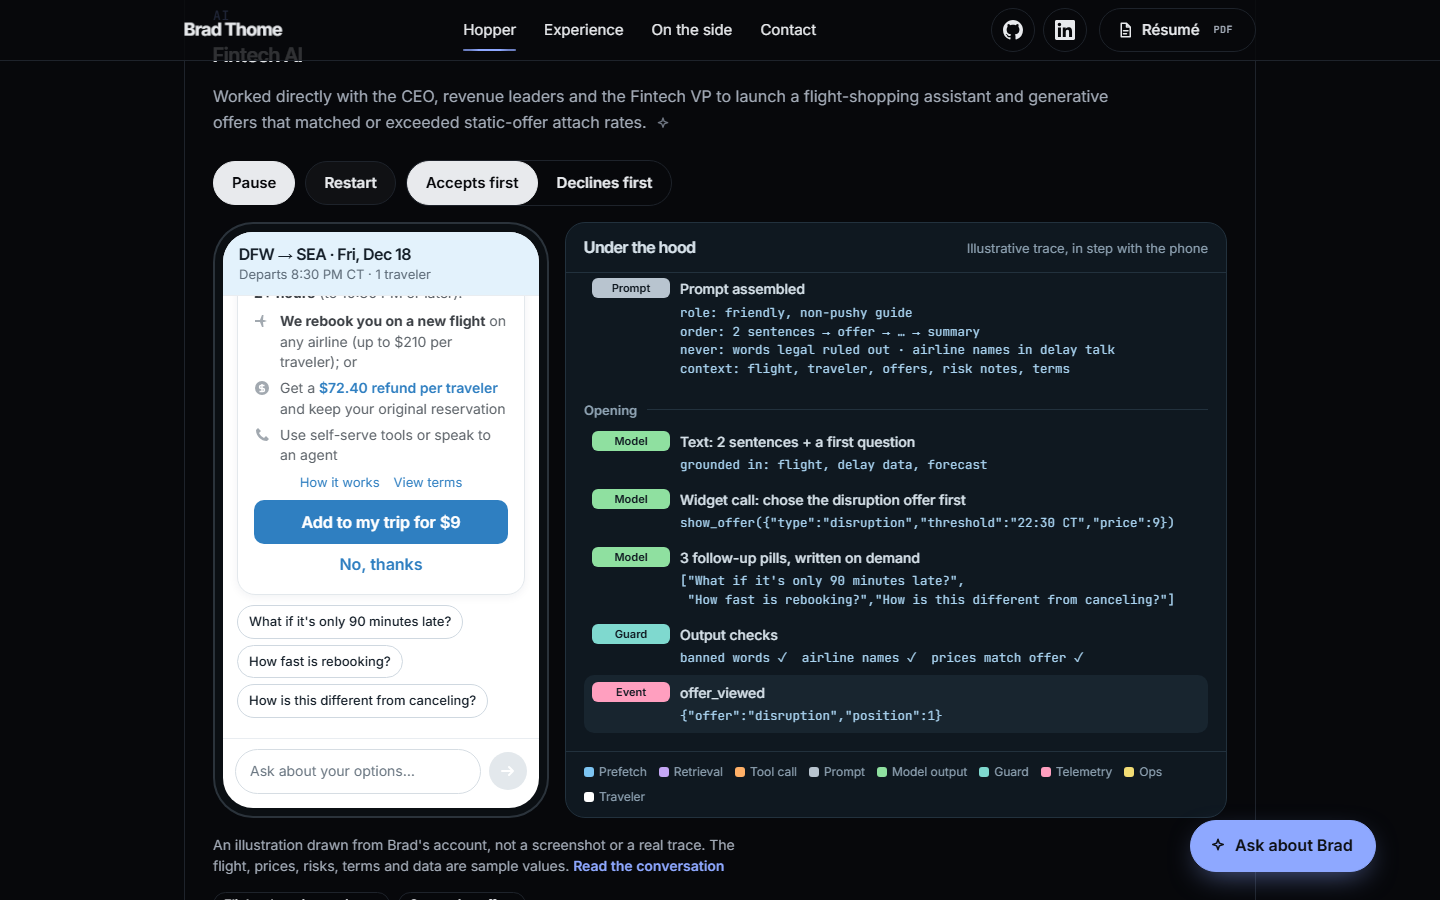 AI
Brad Thome
Hopper
Experience
On the side
Contact
Résumé PDF
Fintech AI
Worked directly with the CEO, revenue leaders and the Fintech VP to launch a flight-shopping assistant and generative
offers that matched or exceeded static-offer attach rates.
Pause
Restart
Accepts first
Declines first
DFW → SEA · Fri, Dec 18
Departs 8:30 PM CT · 1 traveler
We rebook you on a new flight on
any airline (up to $210 per
traveler); or
Get a $72.40 refund per traveler
and keep your original reservation
Use self-serve tools or speak to
an agent
How it works View terms
Add to my trip for $9
No, thanks
What if it's only 90 minutes late?
How fast is rebooking?
How is this different from canceling?
Ask about your options...
Under the hood
Illustrative trace, in step with the phone
Prompt
Prompt assembled
role: friendly, non-pushy guide
order: 2 sentences → offer → … → summary
never: words legal ruled out · airline names in delay talk
context: flight, traveler, offers, risk notes, terms
Opening
Model
Text: 2 sentences + a first question
grounded in: flight, delay data, forecast
Model
Widget call: chose the disruption offer first
show_offer({"type":"disruption","threshold":"22:30 CT","price":9})
Model
3 follow-up pills, written on demand
["What if it's only 90 minutes late?",
"How fast is rebooking?","How is this different from canceling?"]
Guard
Output checks
banned words ✓ airline names ✓ prices match offer ✓
Event
offer_viewed
{"offer":"disruption","position":1}
Prefetch
Retrieval
Tool call
Prompt
Model output
Guard
Telemetry
Ops
Traveler
An illustration drawn from Brad's account, not a screenshot or a real trace. The
flight, prices, risks, terms and data are sample values. Read the conversation
Ask about Brad